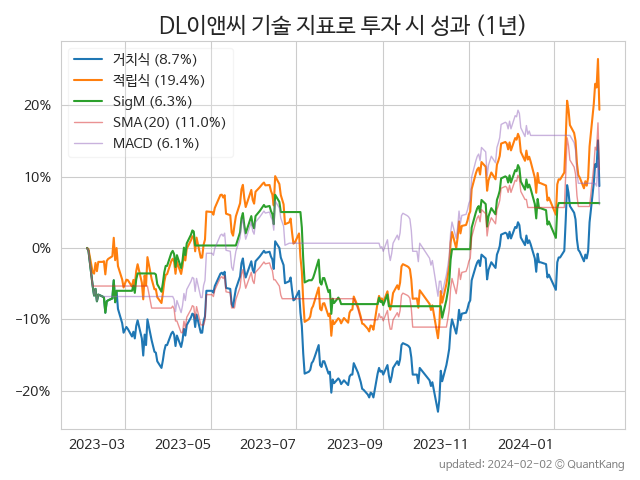 DL이앤씨 기술 지표로 투자 시 성과 (1년)
거치식 (8.7%)
적립식 (19.4%)
SigM (6.3%)
SMA(20) (11.0%)
MACD (6.1%)
20%
10%
0%
−10%
−20%
2023-03 2023-05 2023-07 2023-09 2023-11 2024-01
updated: 2024-02-02 © QuantKang